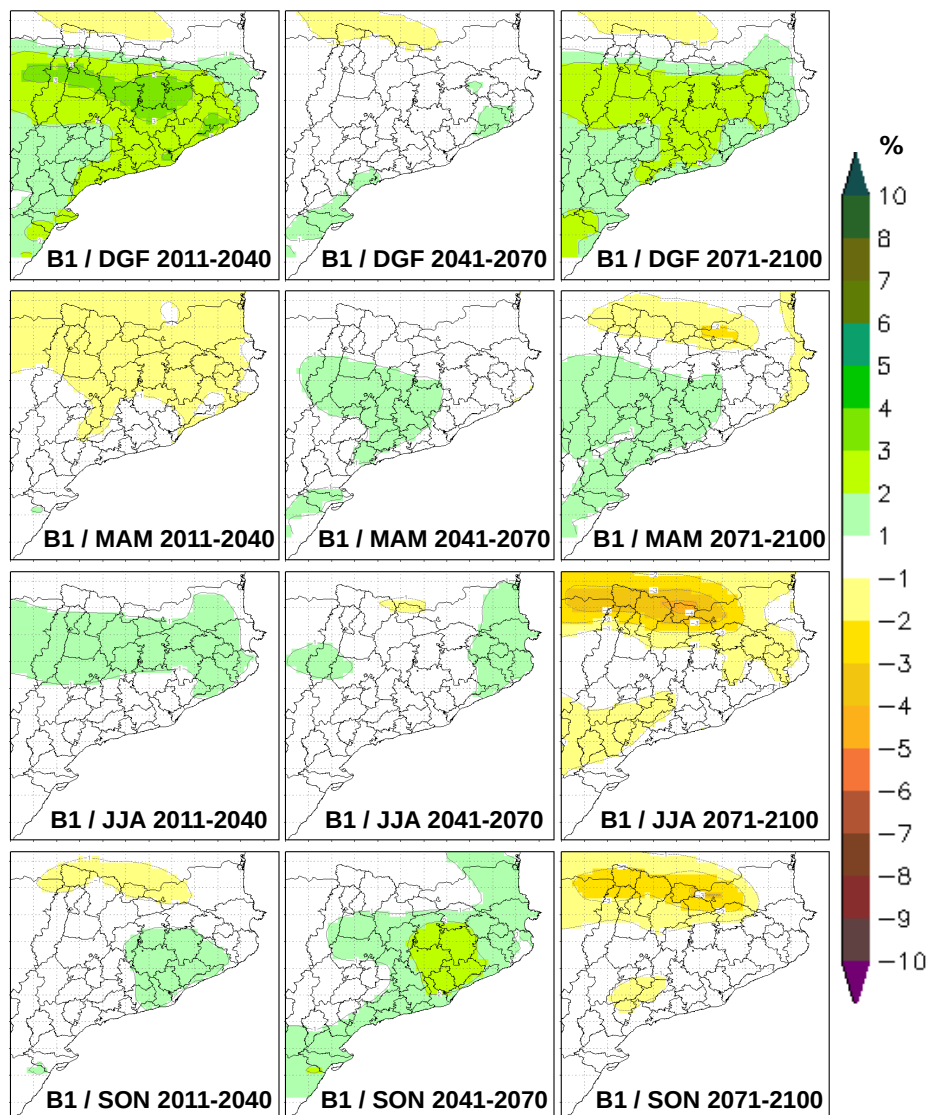 B1 / DGF 2011-2040
B1 / DGF 2041-2070
B1 / DGF 2071-2100
%
10
8
7
6
5
4
3
2
1
−1
−2
−3
−4
−5
−6
−7
−8
−9
−10
B1 / MAM 2011-2040
B1 / MAM 2041-2070
B1 / MAM 2071-2100
B1 / JJA 2011-2040
B1 / JJA 2041-2070
B1 / JJA 2071-2100
B1 / SON 2011-2040
B1 / SON 2041-2070
B1 / SON 2071-2100